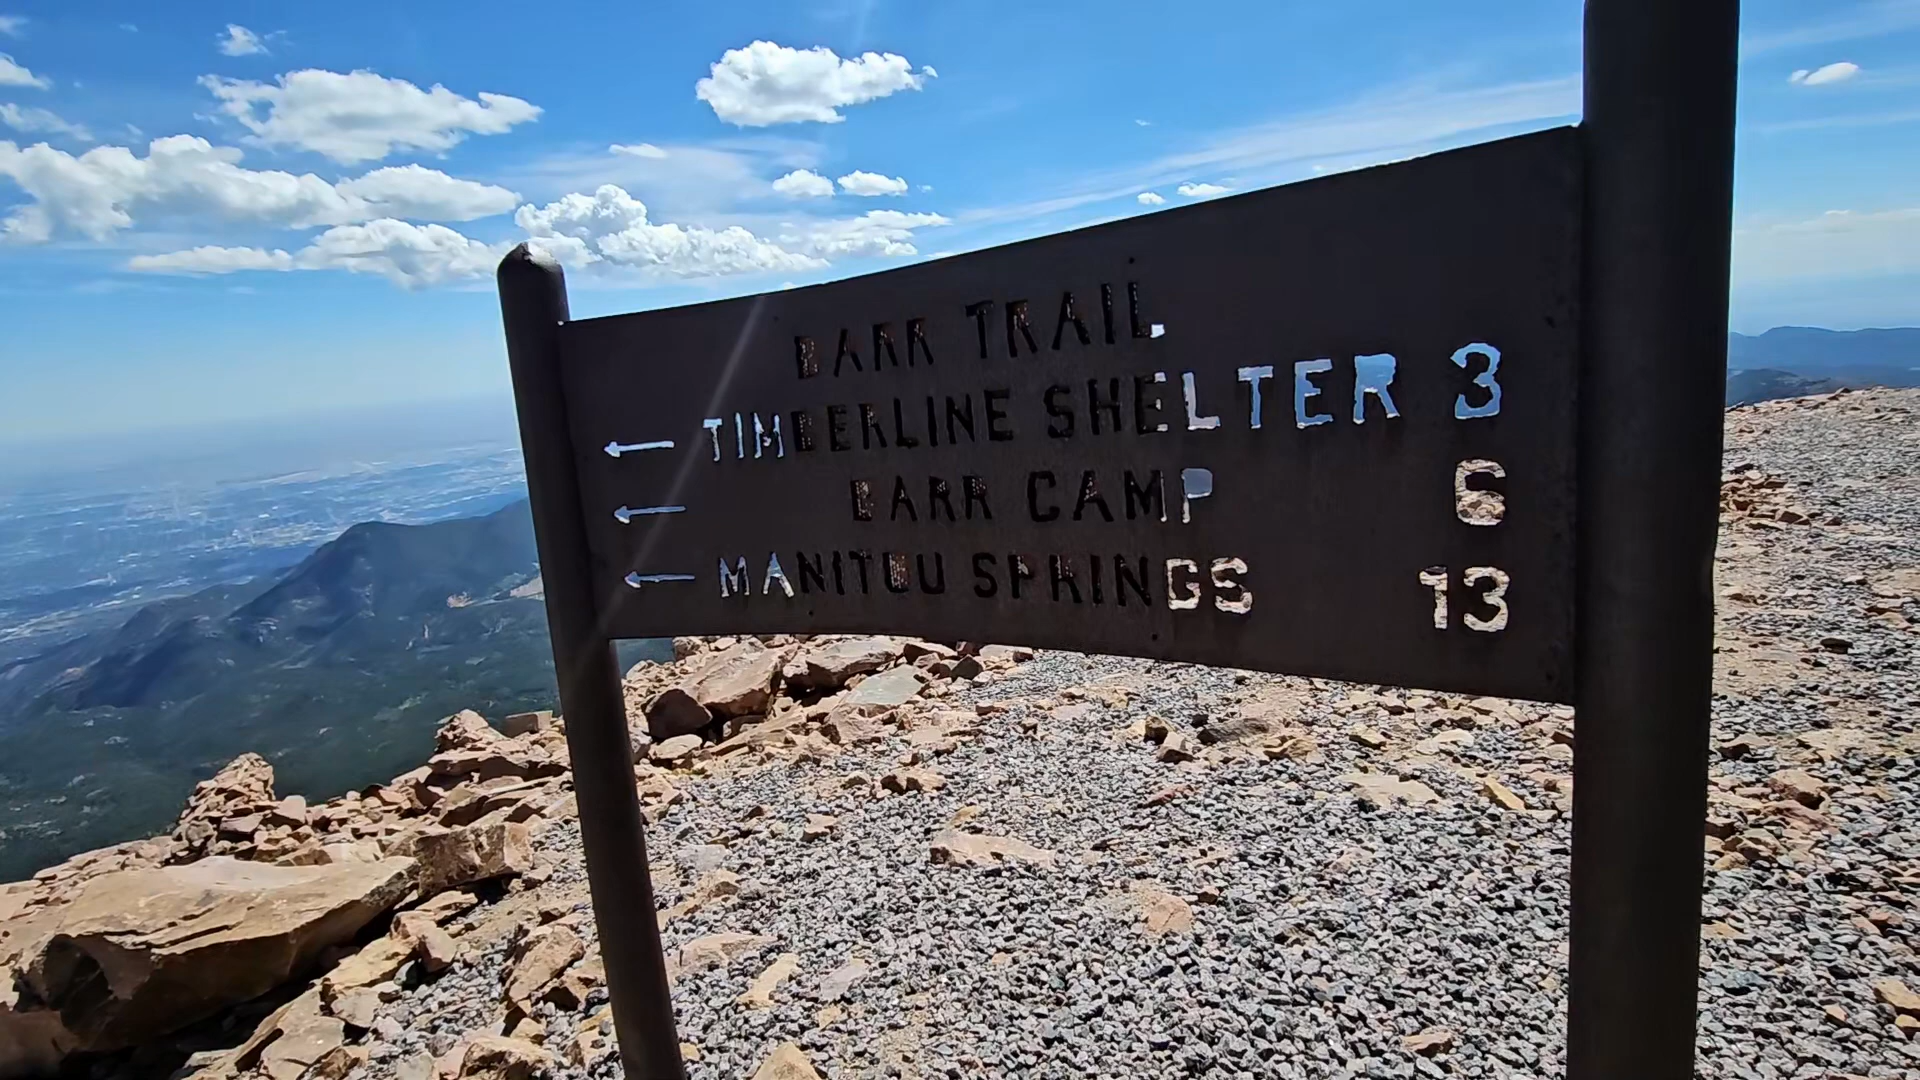 BARR TRAIL
← TIMBERLINE SHELTER 3
← BARR CAMP 6
← MANITOU SPRINGS 13